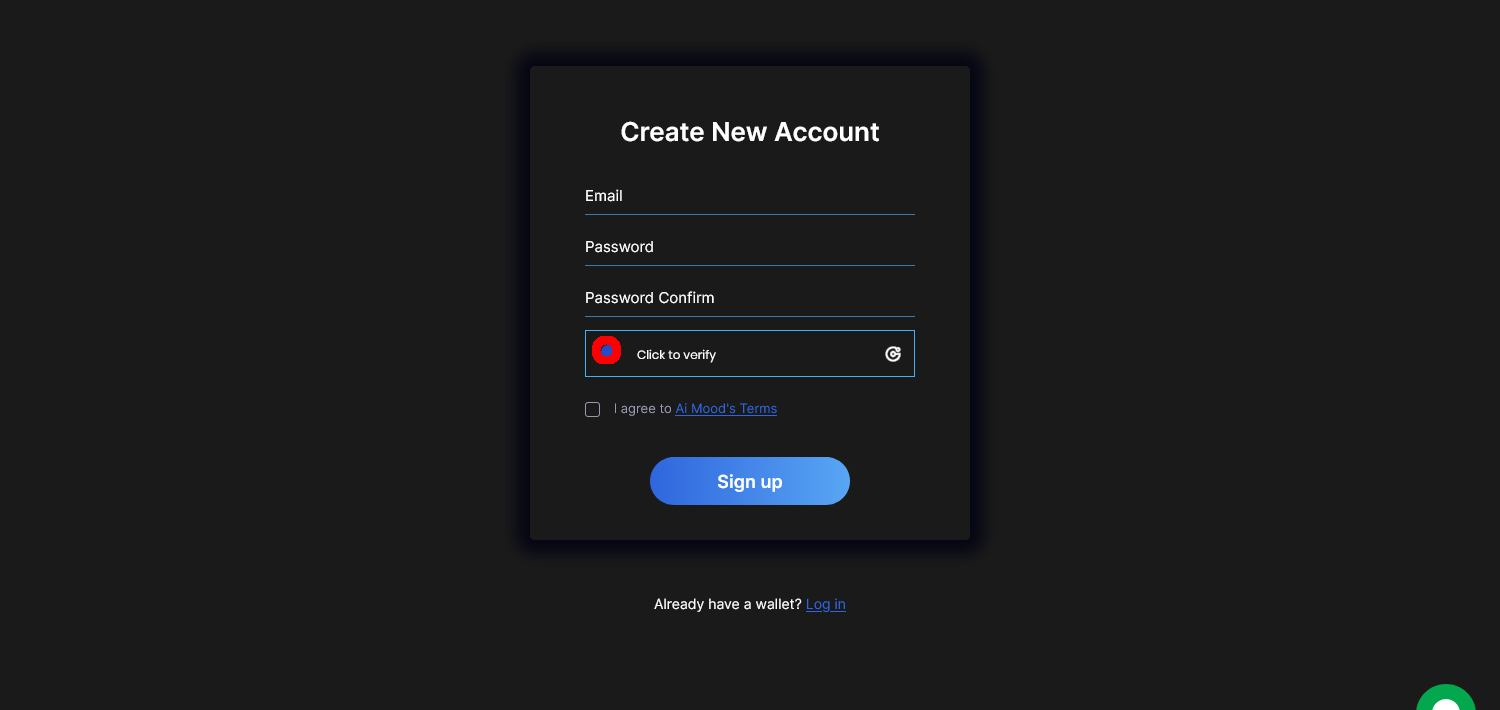 Create New Account
Email
Password
Password Confirm
Click to verify
I agree to Ai Mood's Terms
Sign up
Already have a wallet? Log in